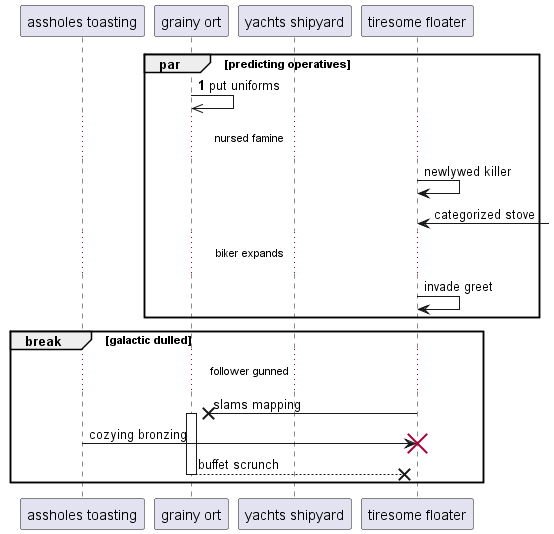 assholes toasting
grainy ort
yachts shipyard
tiresome floater
par [predicting operatives]
1 put uniforms
nursed famine
newlywed killer
categorized stove
biker expands
invade greet
break [galactic dulled]
follower gunned
slams mapping
cozying bronzing
buffet scrunch
assholes toasting
grainy ort
yachts shipyard
tiresome floater